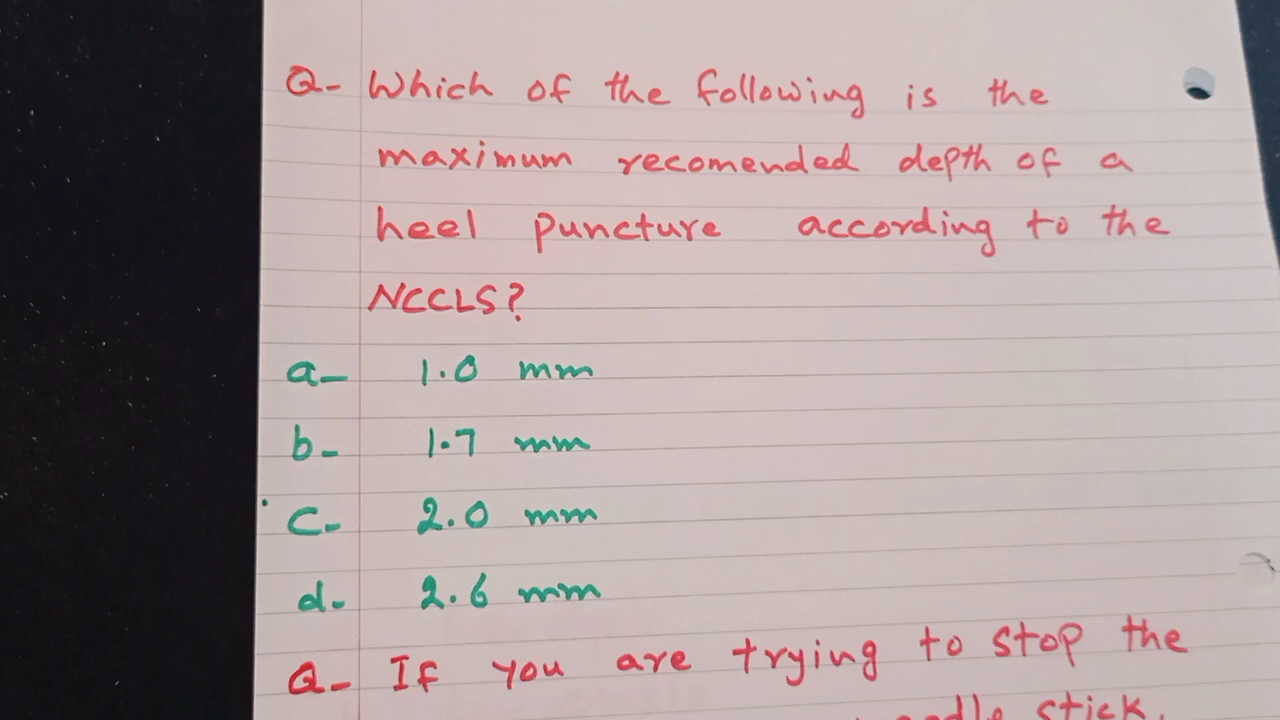 Q- Which of the following is the
maximum recomended depth of a
heel puncture according to the
NCCLS?
a- 1.0 mm
b- 1.7 mm
c- 2.0 mm
d- 2.6 mm
Q- If you are trying to stop the
stick,